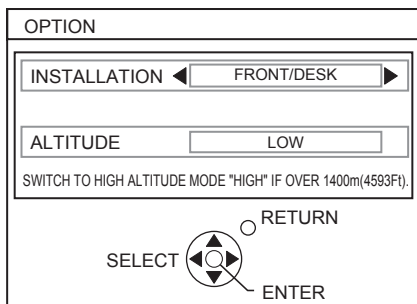 OPTION
INSTALLATION FRONT/DESK
ALTITUDE LOW
SWITCH TO HIGH ALTITUDE MODE "HIGH" IF OVER 1400m(4593Ft).
RETURN
SELECT
ENTER